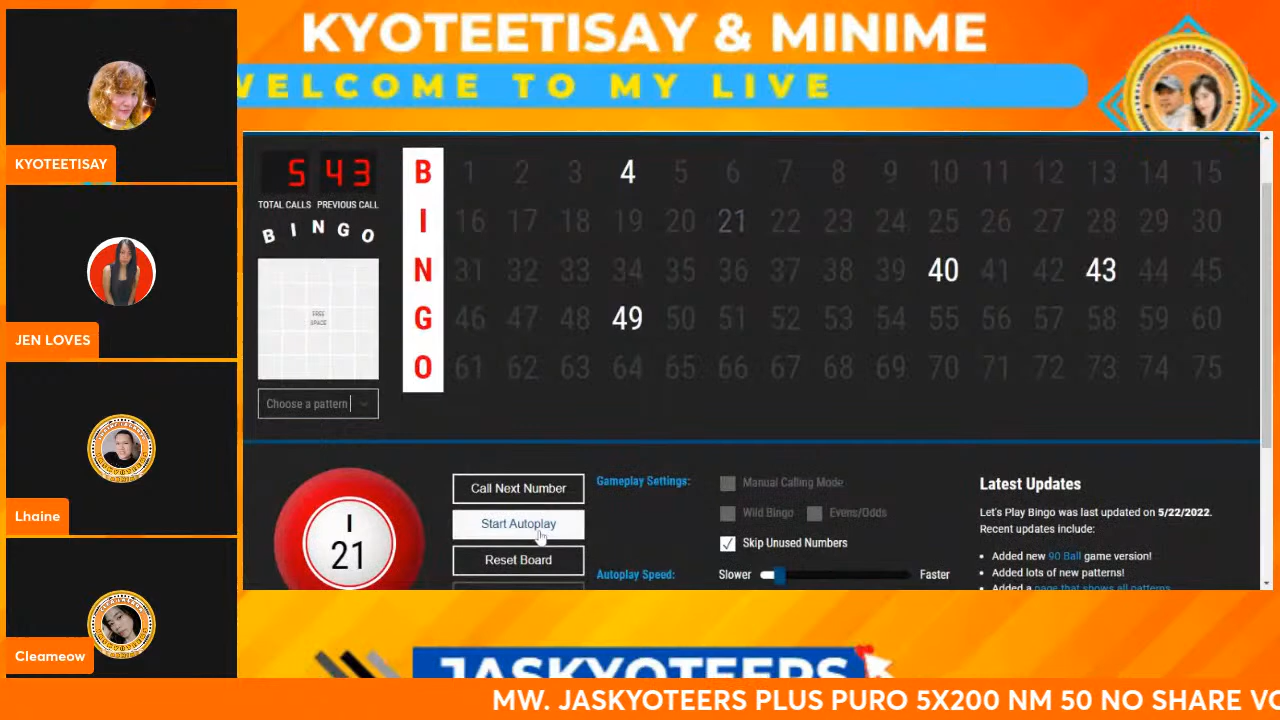 KYOTEETISAY & MINIME
WELCOME TO MY LIVE
KYOTEETISAY
JEN LOVES
Lhaine
Cleameow
5 43
TOTAL CALLS PREVIOUS CALL
B I N G O
FREE
SPACE
Choose a pattern
B 1 2 3 4 5 6 7 8 9 10 11 12 13 14 15
I 16 17 18 19 20 21 22 23 24 25 26 27 28 29 30
N 31 32 33 34 35 36 37 38 39 40 41 42 43 44 45
G 46 47 48 49 50 51 52 53 54 55 56 57 58 59 60
O 61 62 63 64 65 66 67 68 69 70 71 72 73 74 75
I
21
Call Next Number
Start Autoplay
Reset Board
Gameplay Settings:
Manual Calling Mode
Wild Bingo Evens/Odds
Skip Unused Numbers
Autoplay Speed: Slower Faster
Latest Updates
Let's Play Bingo was last updated on 5/22/2022.
Recent updates include:
• Added new 90 Ball game version!
• Added lots of new patterns!
• Added a page that shows all patterns
JASKYOTEERS
MW. JASKYOTEERS PLUS PURO 5X200 NM 50 NO SHARE VO